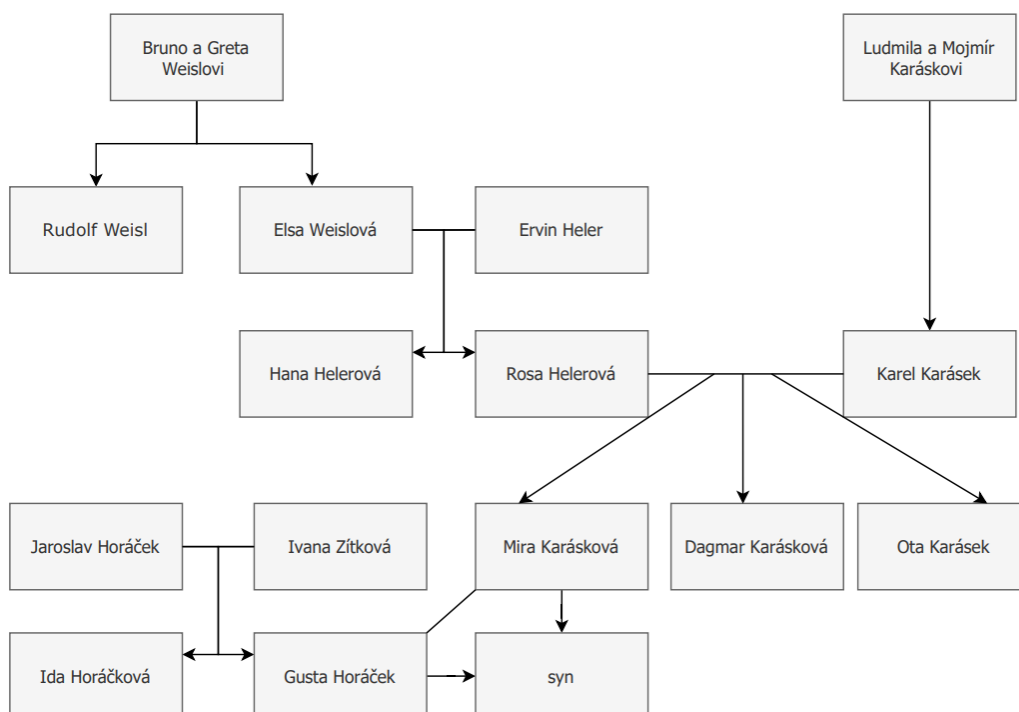 Bruno a Greta
Weislovi
Ludmila a Mojmír
Karáskovi
Rudolf Weisl
Elsa Weislová
Ervin Heler
Hana Helerová
Rosa Helerová
Karel Karásek
Jaroslav Horáček
Ivana Zítková
Mira Karásková
Dagmar Karásková
Ota Karásek
Ida Horáčková
Gusta Horáček
syn